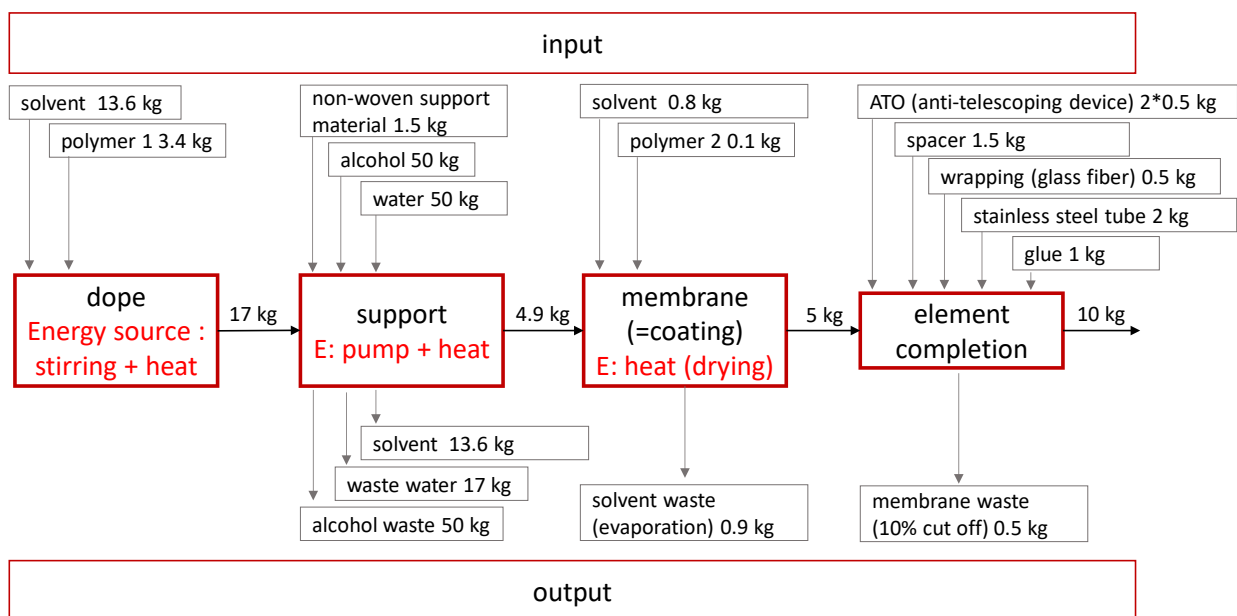 input
solvent 13.6 kg
polymer 1 3.4 kg
non-woven support
material 1.5 kg
alcohol 50 kg
water 50 kg
solvent 0.8 kg
polymer 2 0.1 kg
ATO (anti-telescoping device) 2*0.5 kg
spacer 1.5 kg
wrapping (glass fiber) 0.5 kg
stainless steel tube 2 kg
glue 1 kg
dope
Energy source :
stirring + heat
17 kg
support
E: pump + heat
4.9 kg
membrane
(=coating)
E: heat (drying)
5 kg
element
completion
10 kg
solvent 13.6 kg
waste water 17 kg
alcohol waste 50 kg
solvent waste
(evaporation) 0.9 kg
membrane waste
(10% cut off) 0.5 kg
output